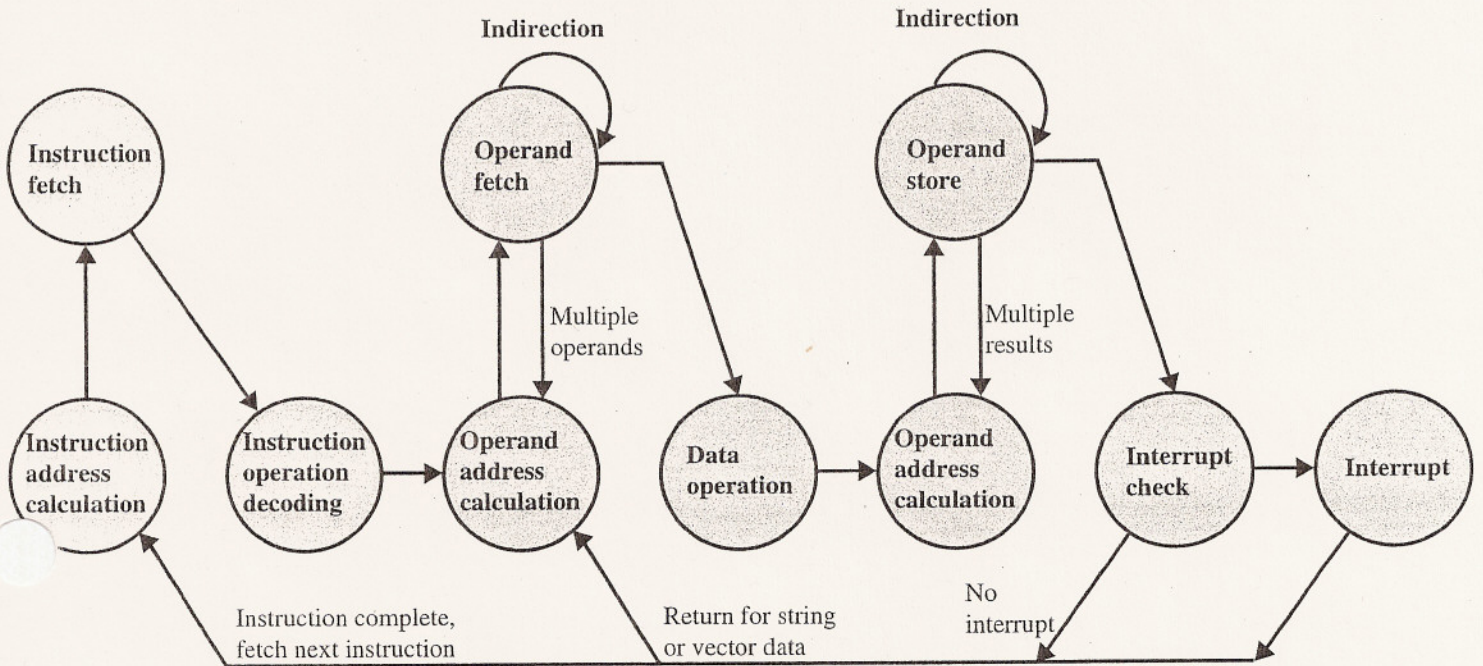 Indirection
Indirection
Instruction
fetch
Operand
fetch
Operand
store
Multiple
operands
Multiple
results
Instruction
address
calculation
Instruction
operation
decoding
Operand
address
calculation
Data
operation
Operand
address
calculation
Interrupt
check
Interrupt
Instruction complete,
fetch next instruction
Return for string
or vector data
No
interrupt